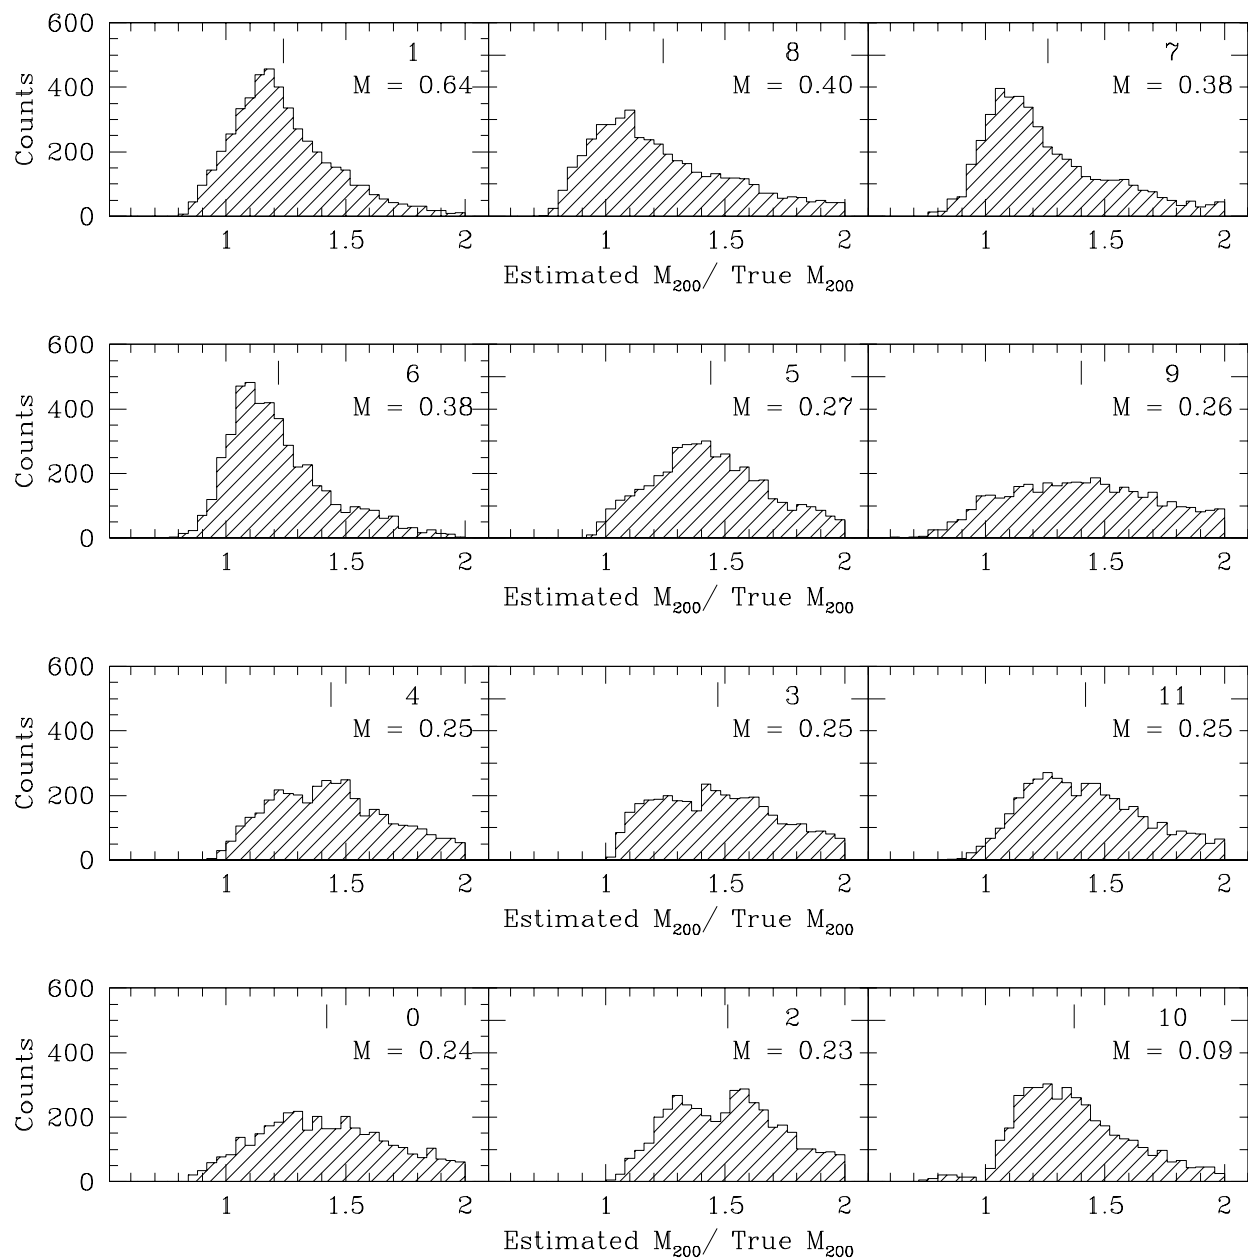 600
400
200
0
Counts
1
M = 0.64
8
M = 0.40
7
M = 0.38
1 1.5 2
1 1.5 2
1 1.5 2
Estimated M₂₀₀/ True M₂₀₀
600
400
200
0
Counts
6
M = 0.38
5
M = 0.27
9
M = 0.26
1 1.5 2
1 1.5 2
1 1.5 2
Estimated M₂₀₀/ True M₂₀₀
600
400
200
0
Counts
4
M = 0.25
3
M = 0.25
11
M = 0.25
1 1.5 2
1 1.5 2
1 1.5 2
Estimated M₂₀₀/ True M₂₀₀
600
400
200
0
Counts
0
M = 0.24
2
M = 0.23
10
M = 0.09
1 1.5 2
1 1.5 2
1 1.5 2
Estimated M₂₀₀/ True M₂₀₀